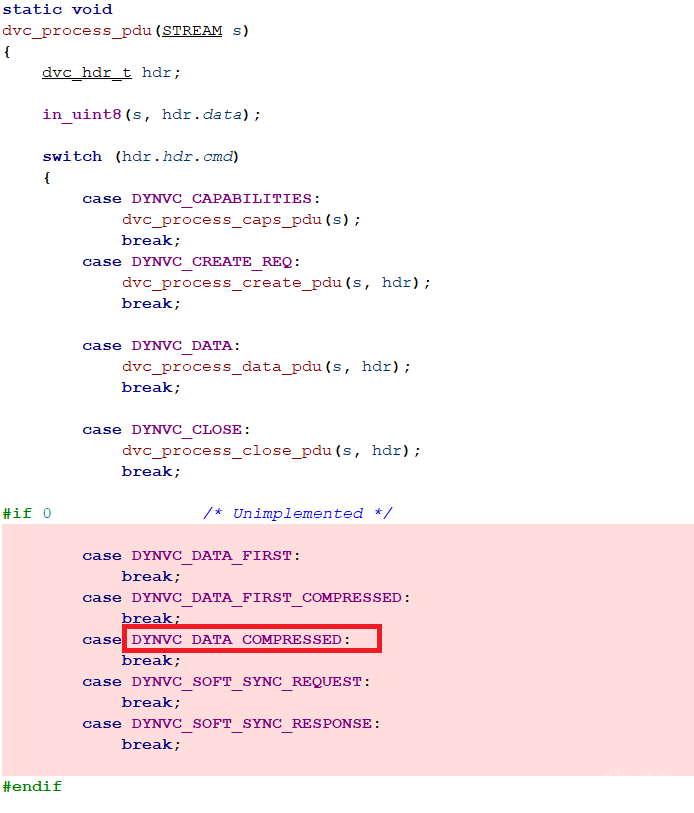 static void
dvc_process_pdu(STREAM s)
{
    dvc_hdr_t hdr;
    in_uint8(s, hdr.data);
    switch (hdr.hdr.cmd)
    {
        case DYNVC_CAPABILITIES:
            dvc_process_caps_pdu(s);
            break;
        case DYNVC_CREATE_REQ:
            dvc_process_create_pdu(s, hdr);
            break;
        case DYNVC_DATA:
            dvc_process_data_pdu(s, hdr);
            break;
        case DYNVC_CLOSE:
            dvc_process_close_pdu(s, hdr);
            break;
#if 0 /* Unimplemented */
        case DYNVC_DATA_FIRST:
            break;
        case DYNVC_DATA_FIRST_COMPRESSED:
            break;
        case DYNVC_DATA_COMPRESSED:
            break;
        case DYNVC_SOFT_SYNC_REQUEST:
            break;
        case DYNVC_SOFT_SYNC_RESPONSE:
            break;
#endif